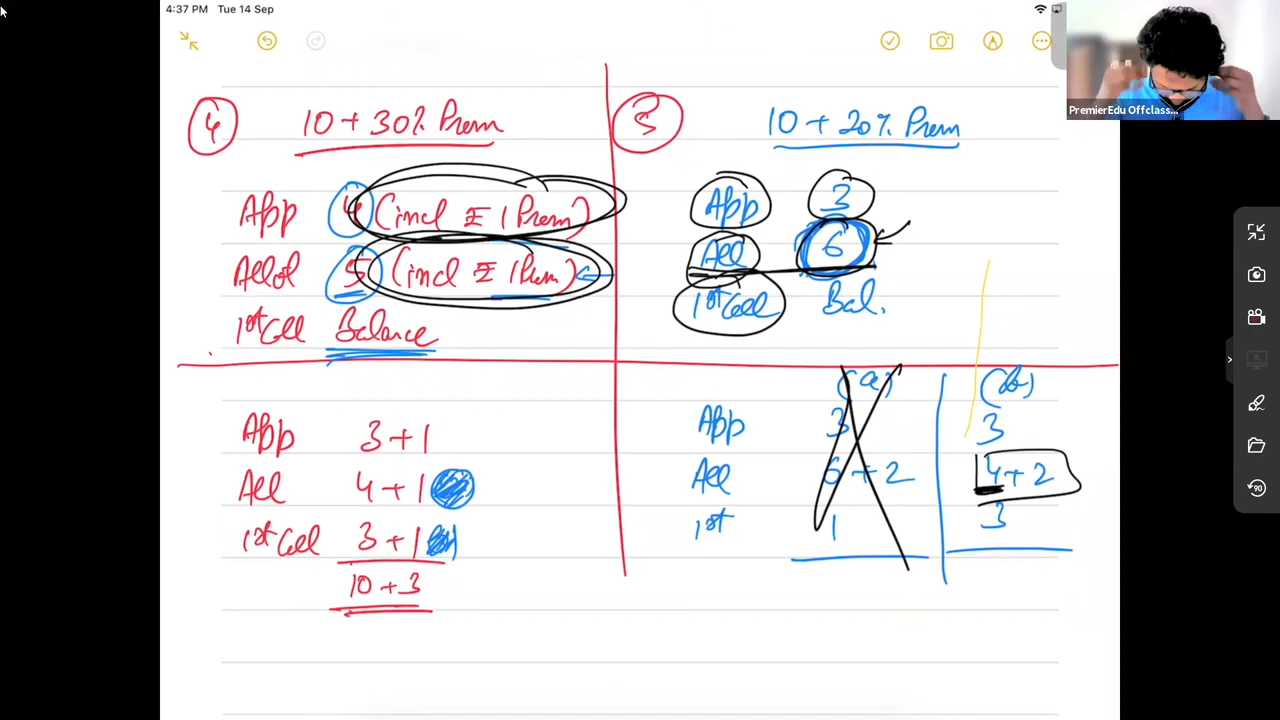 4:37 PM Tue 14 Sep
PremierEdu Offclass...
4 10 + 30% Prem
App 4 (incl ₹ 1 Prem)
Allot 5 (incl ₹ 1 Prem)
1st Call Balance
App 3 + 1
All 4 + 1
1st Call 3 + 1
10 + 3
5 10 + 20% Prem
App 3
All 6
1st Call Bal.
(a) (b)
App 3 3
All 6 + 2 4 + 2
1st 1 3
90